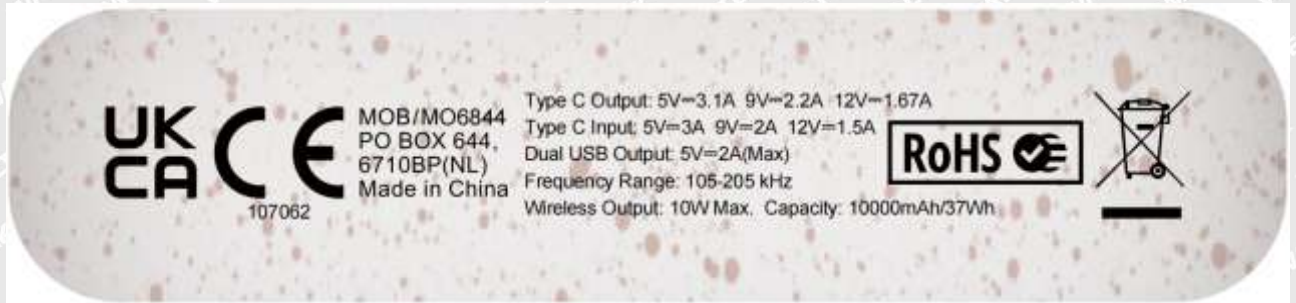 UK
CA
CE
107062
MOB/MO6844
PO BOX 644,
6710BP(NL)
Made in China
Type C Output: 5V⎓3.1A 9V⎓2.2A 12V⎓1.67A
Type C Input: 5V⎓3A 9V⎓2A 12V⎓1.5A
Dual USB Output: 5V⎓2A(Max)
Frequency Range: 105-205 kHz
Wireless Output: 10W Max, Capacity: 10000mAh/37Wh
RoHS